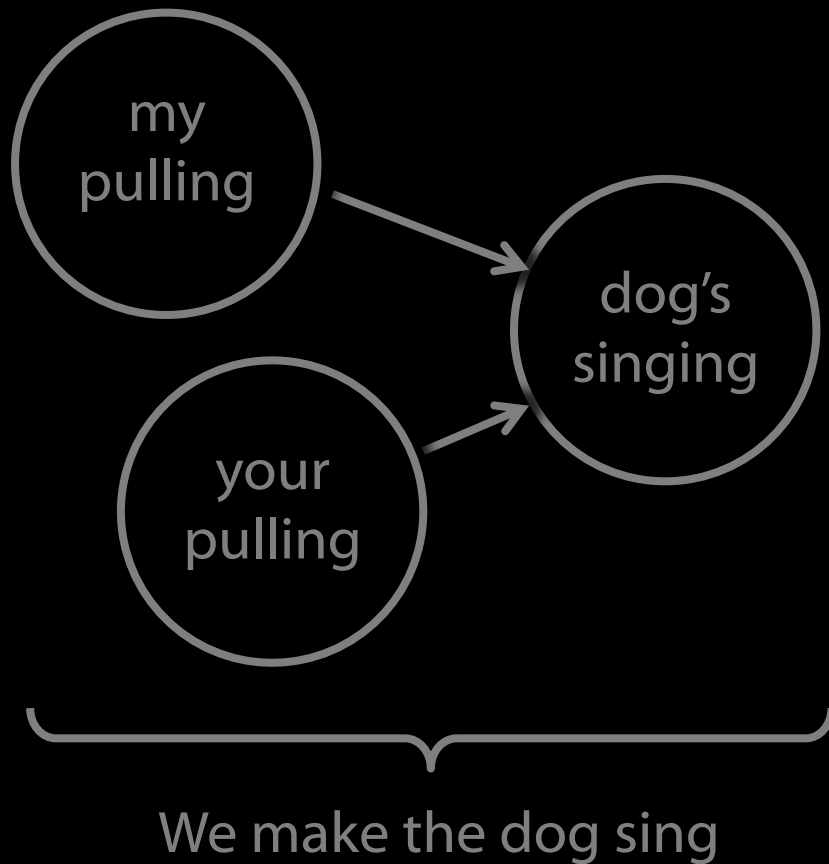 my
pulling
dog’s
singing
your
pulling
We make the dog sing